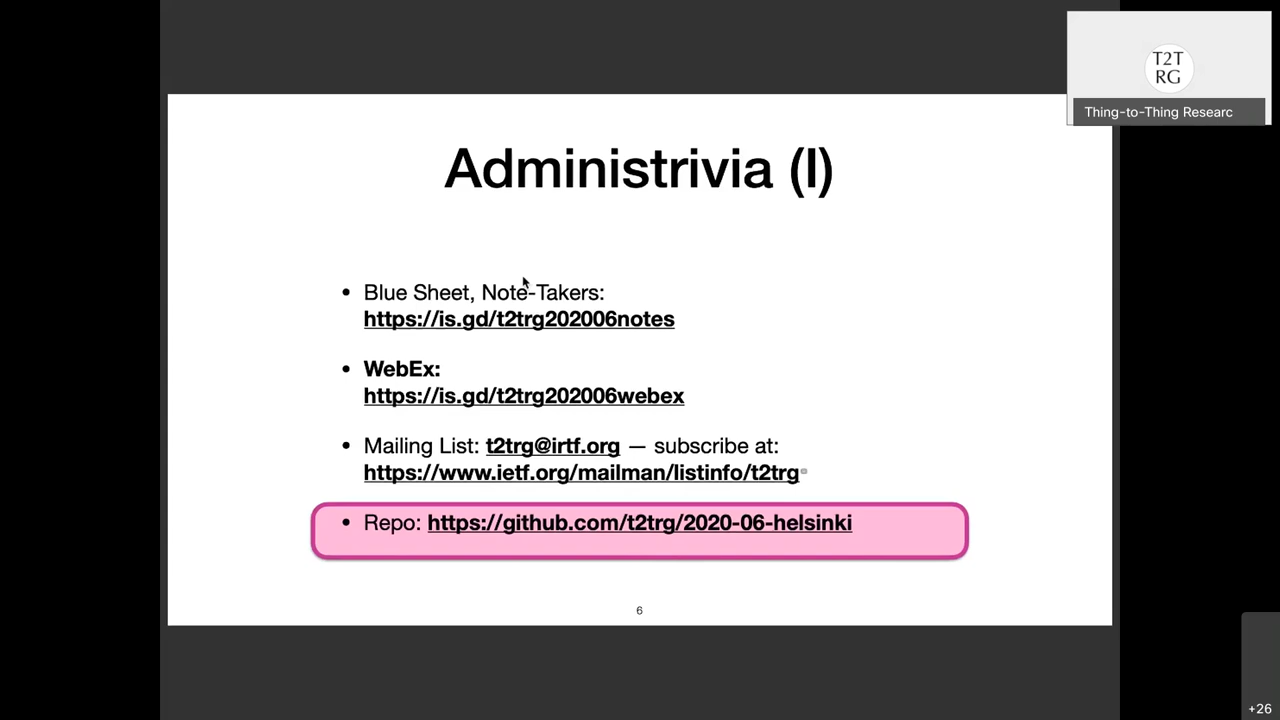 T2T
RG
Thing-to-Thing Researc
Administrivia (I)
• Blue Sheet, Note-Takers:
https://is.gd/t2trg202006notes
• WebEx:
https://is.gd/t2trg202006webex
• Mailing List: t2trg@irtf.org — subscribe at:
https://www.ietf.org/mailman/listinfo/t2trg
• Repo: https://github.com/t2trg/2020-06-helsinki
6
+26